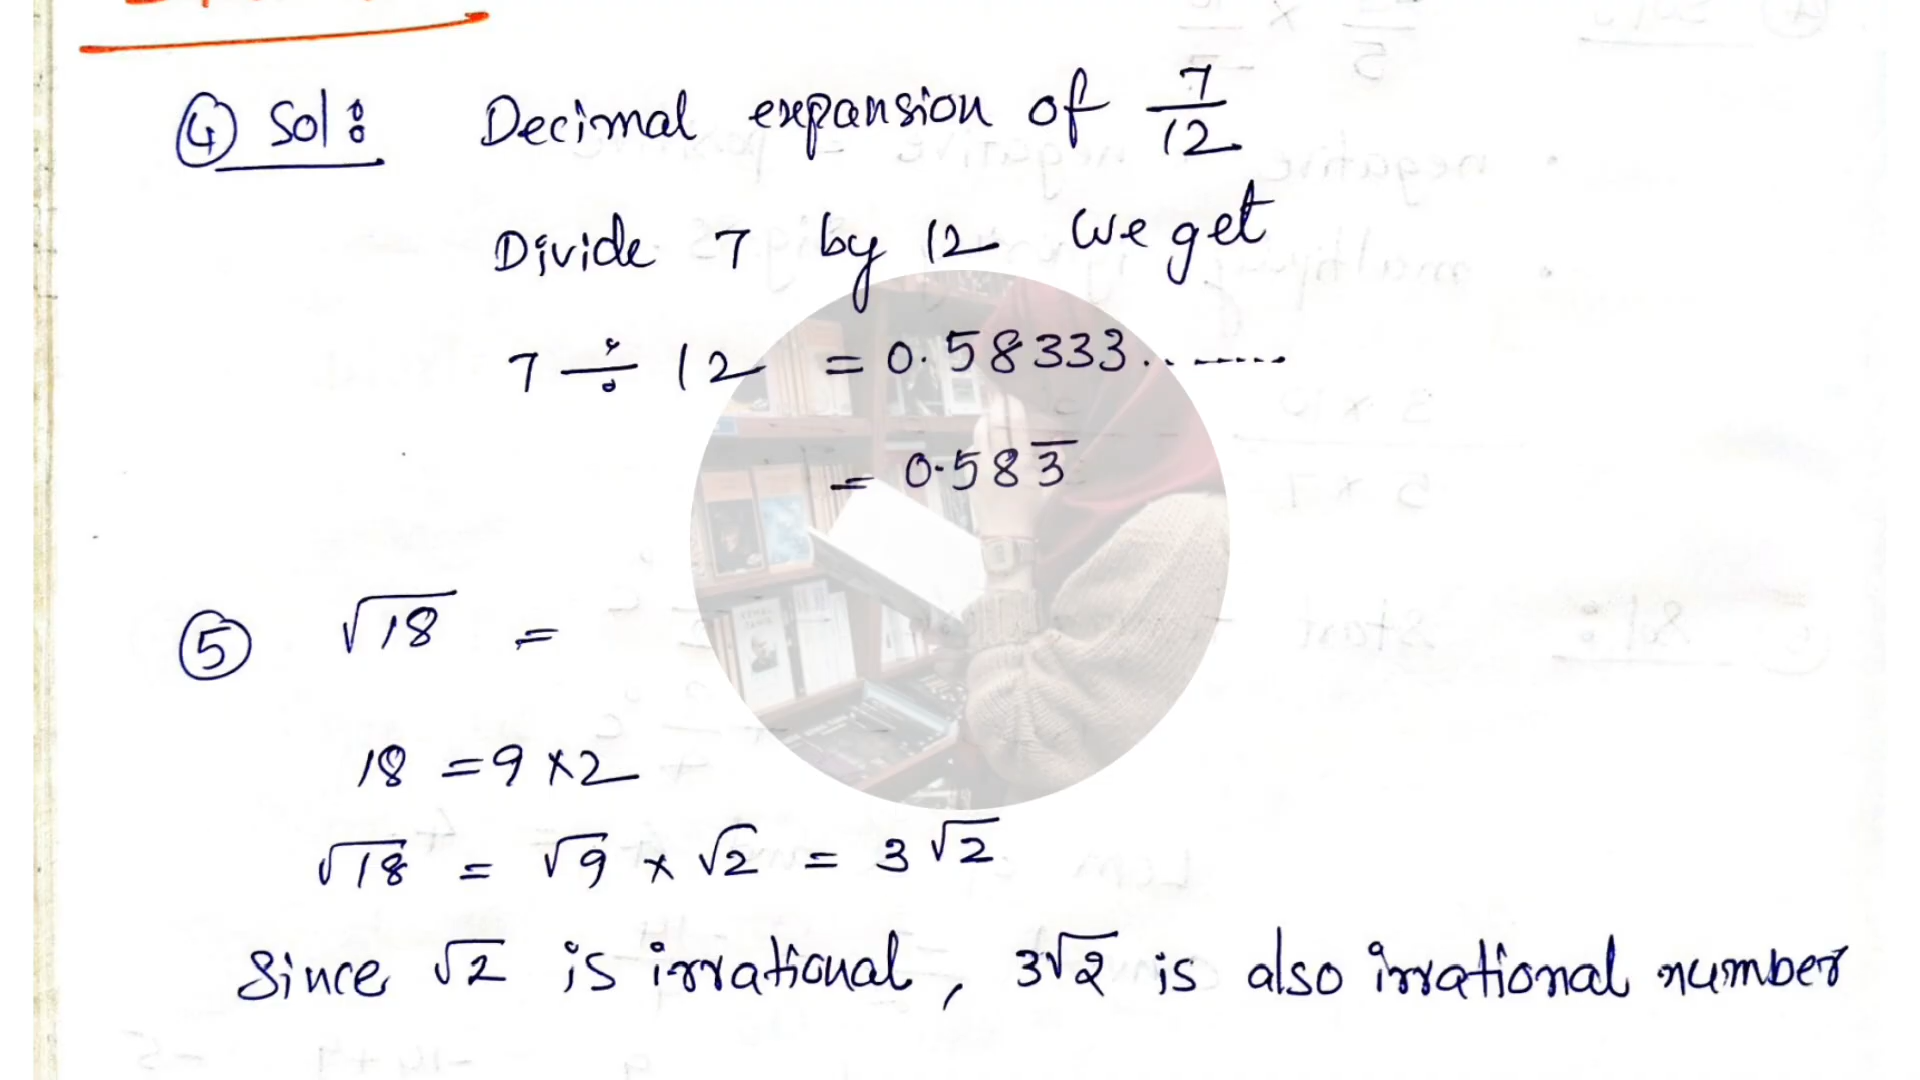 ④ Sol: Decimal expansion of 7/12
Divide 7 by 12 we get
7 ÷ 12 = 0.58333.. ......
= 0.583̅
⑤ √18 =
18 = 9 × 2
√18 = √9 × √2 = 3√2
Since √2 is irrational, 3√2 is also irrational number